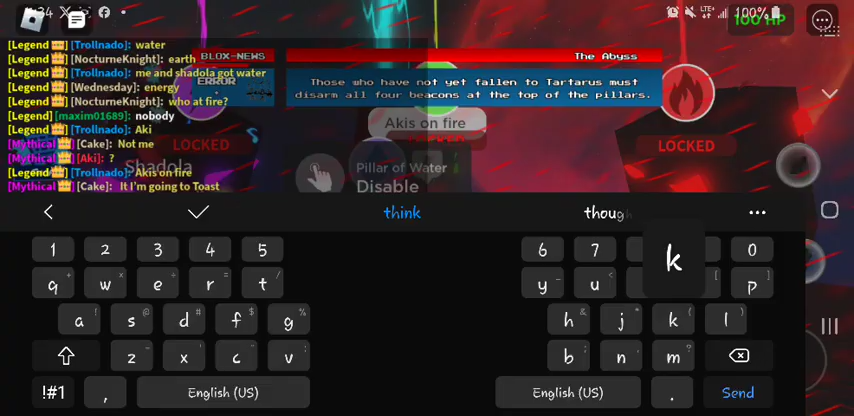 34
LTE+
100%
100 HP
[Legend👑] [Trollnado]: water
[Legend👑] [NocturneKnight]: earth
[Legend👑] [Trollnado]: me and shadola got water
[Legend👑] [Wednesday]: energy
[Legend👑] [NocturneKnight]: who at fire?
[Legend] [maxim01689]: nobody
[Legend👑] [Trollnado]: Aki
[Mythical👑] [Cake]: Not me
[Mythical👑] [Aki]: ?
[Legend👑] [Trollnado]: Akis on fire
[Mythical👑] [Cake]: It I'm going to Toast
BLOX-NEWS
The Abyss
ERROR
Those who have not yet fallen to Tartarus must
disarm all four beacons at the top of the pillars.
Akis on fire
LOCKED
LOCKED
LOCKED
Shadola
Pillar of Water
Disable
think
though
...
1 2 3 4 5 6 7 0
q w e r t y u k p
+ × ÷ = / _ < [ ]
a s d f g h j k l
! @ # $ % & * ( )
z x c v b n m
- ' " : ; , ?
!#1 , English (US) English (US) . Send